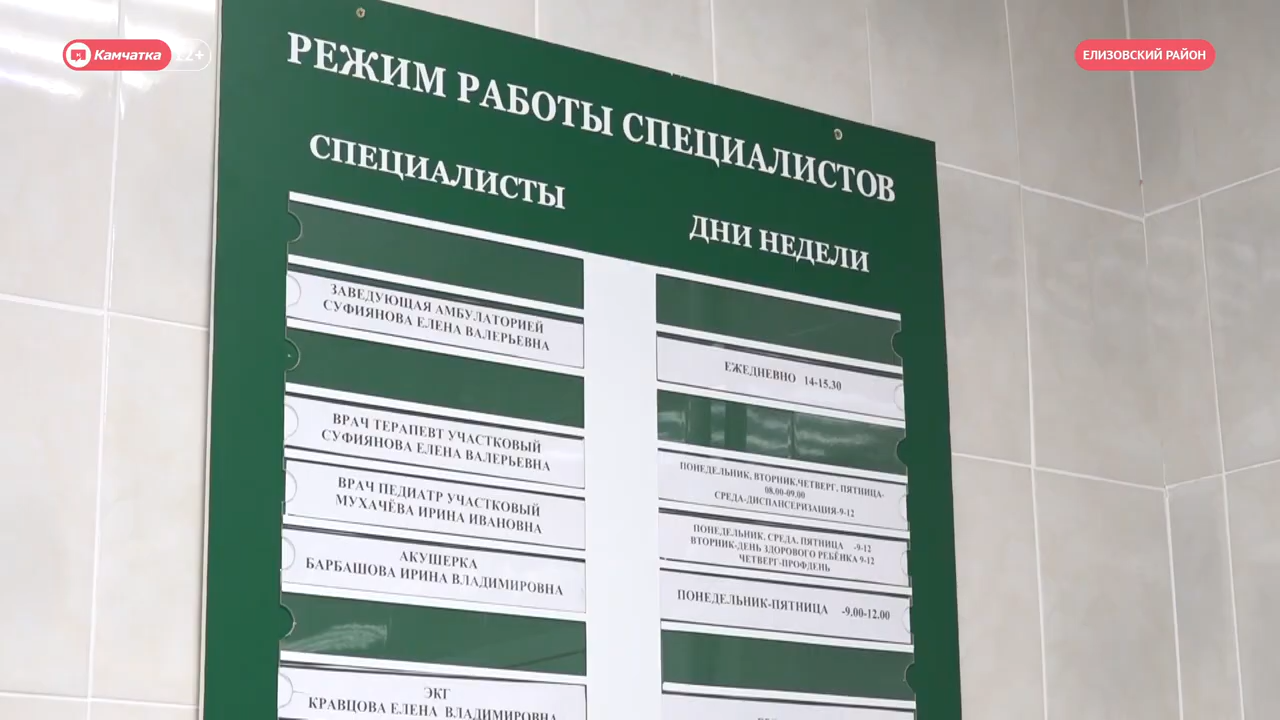 Камчатка 12+
ЕЛИЗОВСКИЙ РАЙОН
РЕЖИМ РАБОТЫ СПЕЦИАЛИСТОВ
СПЕЦИАЛИСТЫ
ДНИ НЕДЕЛИ
ЗАВЕДУЮЩАЯ АМБУЛАТОРИЕЙ
СУФИЯНОВА ЕЛЕНА ВАЛЕРЬЕВНА
ЕЖЕДНЕВНО 14-15.30
ВРАЧ ТЕРАПЕВТ УЧАСТКОВЫЙ
СУФИЯНОВА ЕЛЕНА ВАЛЕРЬЕВНА
ПОНЕДЕЛЬНИК, ВТОРНИК,ЧЕТВЕРГ, ПЯТНИЦА-
08.00-09.00
СРЕДА-ДИСПАНСЕРИЗАЦИЯ-9-12
ВРАЧ ПЕДИАТР УЧАСТКОВЫЙ
МУХАЧЁВА ИРИНА ИВАНОВНА
ПОНЕДЕЛЬНИК, СРЕДА, ПЯТНИЦА -9-12
ВТОРНИК-ДЕНЬ ЗДОРОВОГО РЕБЁНКА 9-12
ЧЕТВЕРГ-ПРОФДЕНЬ
АКУШЕРКА
БАРБАШОВА ИРИНА ВЛАДИМИРОВНА
ПОНЕДЕЛЬНИК-ПЯТНИЦА -9.00-12.00
ЭКГ
КРАВЦОВА ЕЛЕНА ВЛАДИМИРОВНА